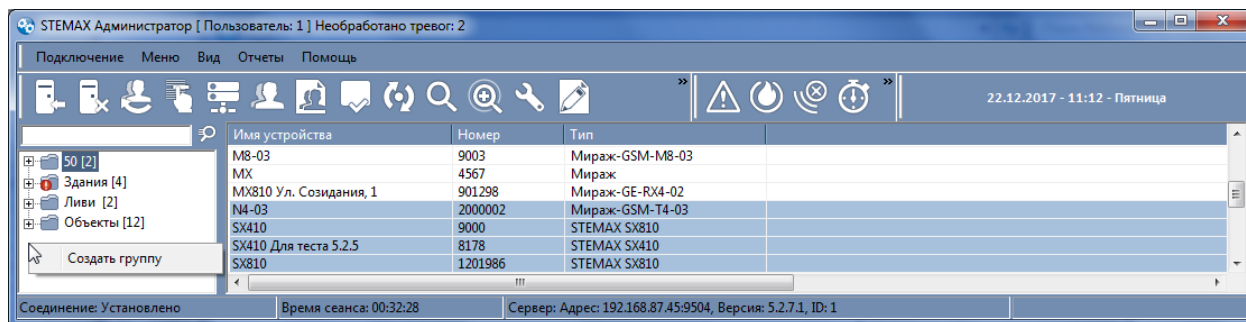 STEMAX Администратор [ Пользователь: 1 ] Необработано тревог: 2
Подключение Меню Вид Отчеты Помощь
22.12.2017 - 11:12 - Пятница
Имя устройства Номер Тип
50 [2]
Здания [4]
Ливи [2]
Объекты [12]
Создать группу
M8-03 9003 Мираж-GSM-M8-03
MX 4567 Мираж
MX810 Ул. Созидания, 1 901298 Мираж-GE-RX4-02
N4-03 2000002 Мираж-GSM-T4-03
SX410 9000 STEMAX SX810
SX410 Для теста 5.2.5 8178 STEMAX SX410
SX810 1201986 STEMAX SX810
Соединение: Установлено Время сеанса: 00:32:28 Сервер: Адрес: 192.168.87.45:9504, Версия: 5.2.7.1, ID: 1